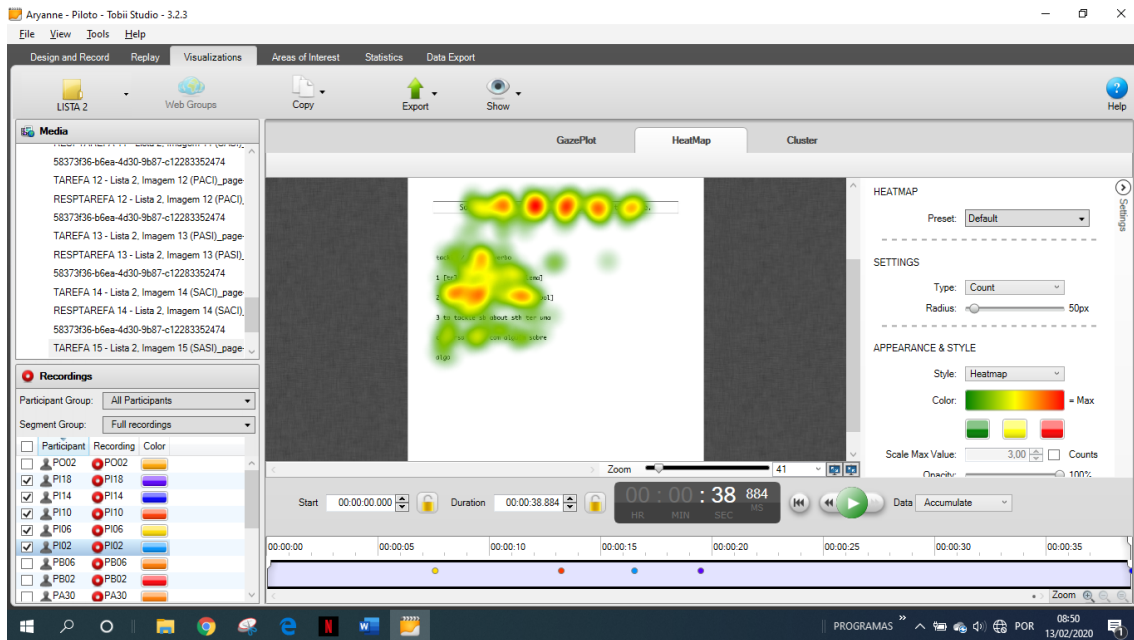 Aryanne - Piloto - Tobii Studio - 3.2.3
File View Tools Help
Design and Record Replay Visualizations Areas of Interest Statistics Data Export
LISTA 2 Web Groups Copy Export Show Help
Media
58373f36-b6ea-4d30-9b87-c12283352474
TAREFA 12 - Lista 2, Imagem 12 (PACI)_page-
RESPTAREFA 12 - Lista 2, Imagem 12 (PACI)_
58373f36-b6ea-4d30-9b87-c12283352474
TAREFA 13 - Lista 2, Imagem 13 (PASI)_page-
RESPTAREFA 13 - Lista 2, Imagem 13 (PASI)_
58373f36-b6ea-4d30-9b87-c12283352474
TAREFA 14 - Lista 2, Imagem 14 (SACI)_page-
RESPTAREFA 14 - Lista 2, Imagem 14 (SACI)_
58373f36-b6ea-4d30-9b87-c12283352474
TAREFA 15 - Lista 2, Imagem 15 (SASI)_page-
Recordings
Participant Group: All Participants
Segment Group: Full recordings
Participant Recording Color
PO02 PO02
PI18 PI18
PI14 PI14
PI10 PI10
PI06 PI06
PI02 PI02
PB06 PB06
PB02 PB02
PA30 PA30
GazePlot HeatMap Cluster
1
2
3 to tackle sb about sth ter uma
con
algo
Zoom 41
HEATMAP
Settings
Preset: Default
SETTINGS
Type: Count
Radius: 50px
APPEARANCE & STYLE
Style: Heatmap
Color: = Max
Scale Max Value: 3,00 Counts
Opacity: 100%
Start 00:00:00.000 Duration 00:00:38.884 00 : 00 : 38 884 Data Accumulate
HR MIN SEC MS
00:00:00 00:00:05 00:00:10 00:00:15 00:00:20 00:00:25 00:00:30 00:00:35
Zoom
PROGRAMAS POR 08:50
13/02/2020